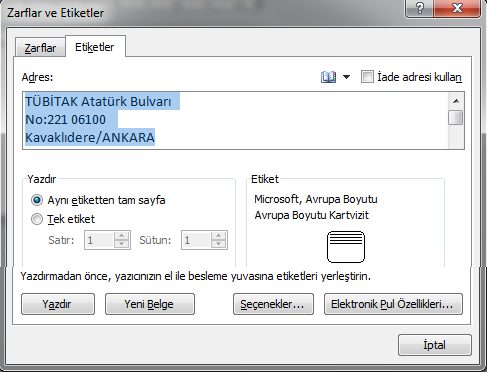 Zarflar ve Etiketler
Zarflar
Etiketler
Adres:
İade adresi kullan
TÜBİTAK Atatürk Bulvarı
No:221 06100
Kavaklıdere/ANKARA
Yazdır
Aynı etiketten tam sayfa
Tek etiket
Satır: 1 Sütun: 1
Etiket
Microsoft, Avrupa Boyutu
Avrupa Boyutu Kartvizit
Yazdırmadan önce, yazıcınızın el ile besleme yuvasına etiketleri yerleştirin.
Yazdır
Yeni Belge
Seçenekler...
Elektronik Pul Özellikleri...
İptal